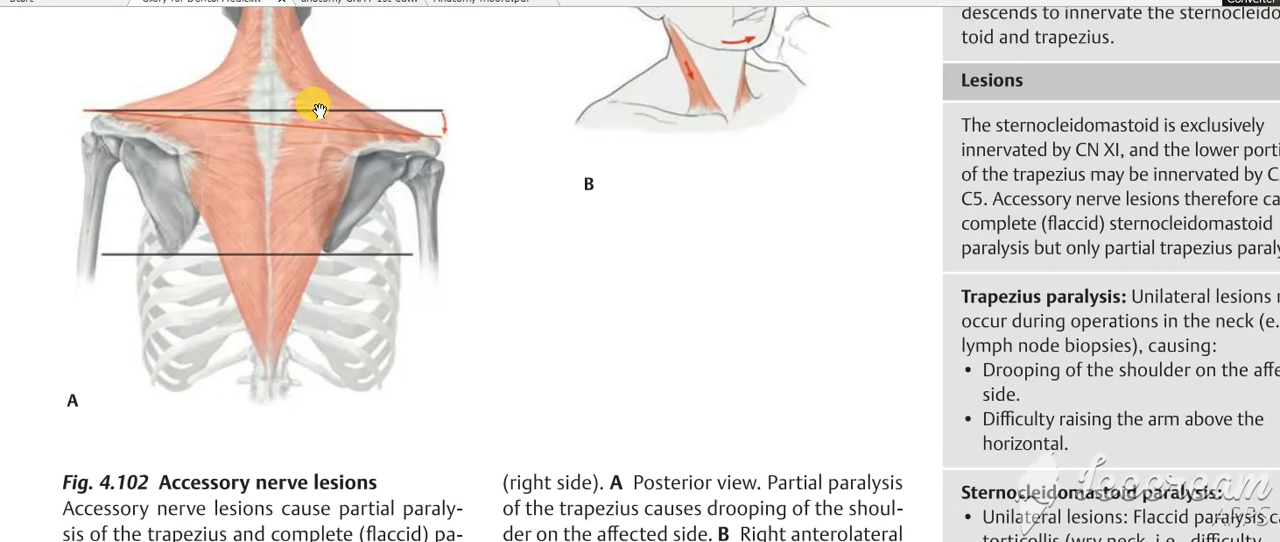 descends to innervate the sternocleido
toid and trapezius.
Lesions
The sternocleidomastoid is exclusively
innervated by CN XI, and the lower porti
of the trapezius may be innervated by C
C5. Accessory nerve lesions therefore ca
complete (flaccid) sternocleidomastoid
paralysis but only partial trapezius paraly
Trapezius paralysis: Unilateral lesions
occur during operations in the neck (e.
lymph node biopsies), causing:
• Drooping of the shoulder on the affe
side.
• Difficulty raising the arm above the
horizontal.
Sternocleidomastoid paralysis:
• Unilateral lesions: Flaccid paralysis c
torticollis (wry neck, i.e., difficulty
A
B
Fig. 4.102 Accessory nerve lesions
Accessory nerve lesions cause partial paraly-
sis of the trapezius and complete (flaccid) pa-
(right side). A Posterior view. Partial paralysis
of the trapezius causes drooping of the shoul-
der on the affected side. B Right anterolateral
APPS